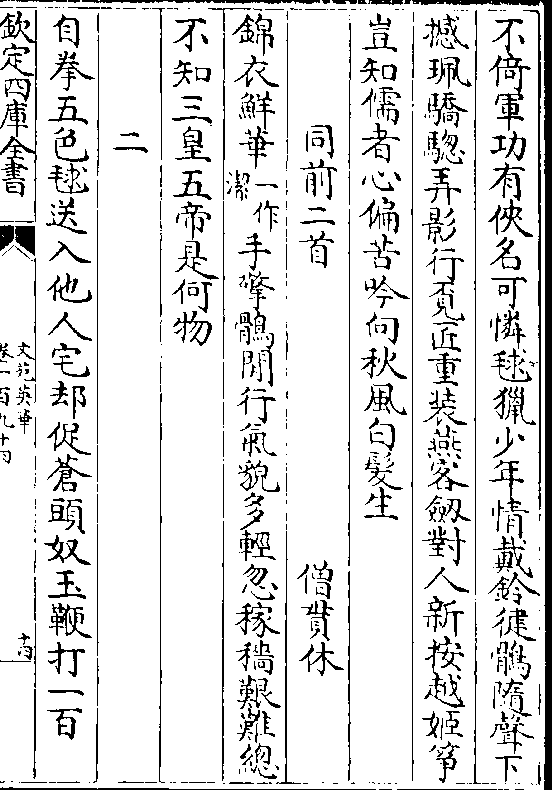 不倚軍功有俠名可憐毬獵少年情戴鈴健鶻隨聲下
撼珮驕驄弄影行覓匠重装燕客劔對人新按越姬箏
豈知儒者心偏苦吟向秋風白髮生
同前二首 僧貫休
錦衣鮮華一作潔手擎鶻閒行氣貌多輕忽稼穡艱難總
不知三皇五帝是何物
二
自拳五色毬送入他人宅却促蒼頭奴玉鞭打一百
欽定四庫全書
文苑英華
卷一百九十四